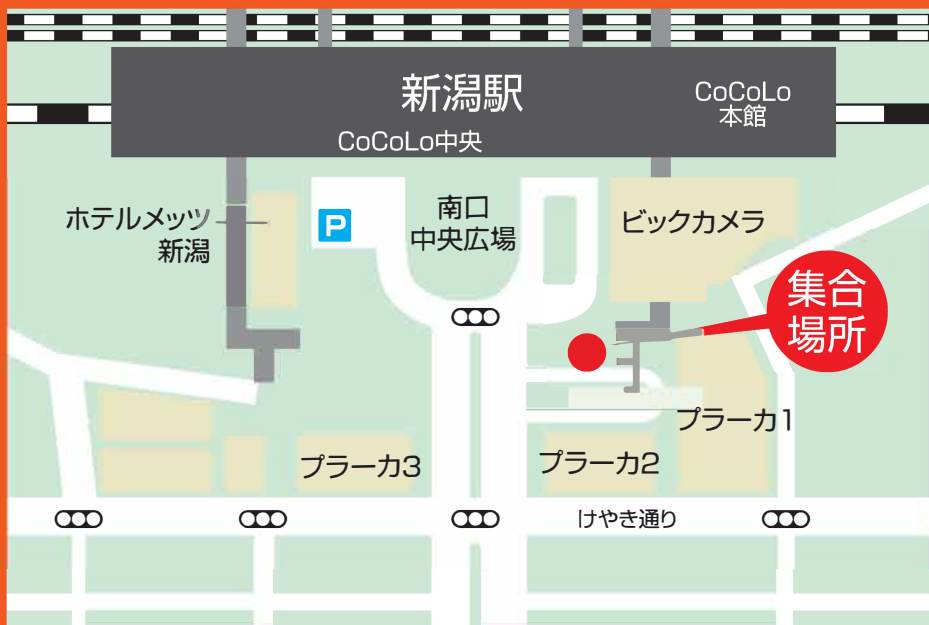 新潟駅
CoCoLo
本館
CoCoLo中央
ホテルメッツ
新潟
P
南口
中央広場
ビックカメラ
集合
場所
プラーカ1
プラーカ3
プラーカ2
けやき通り